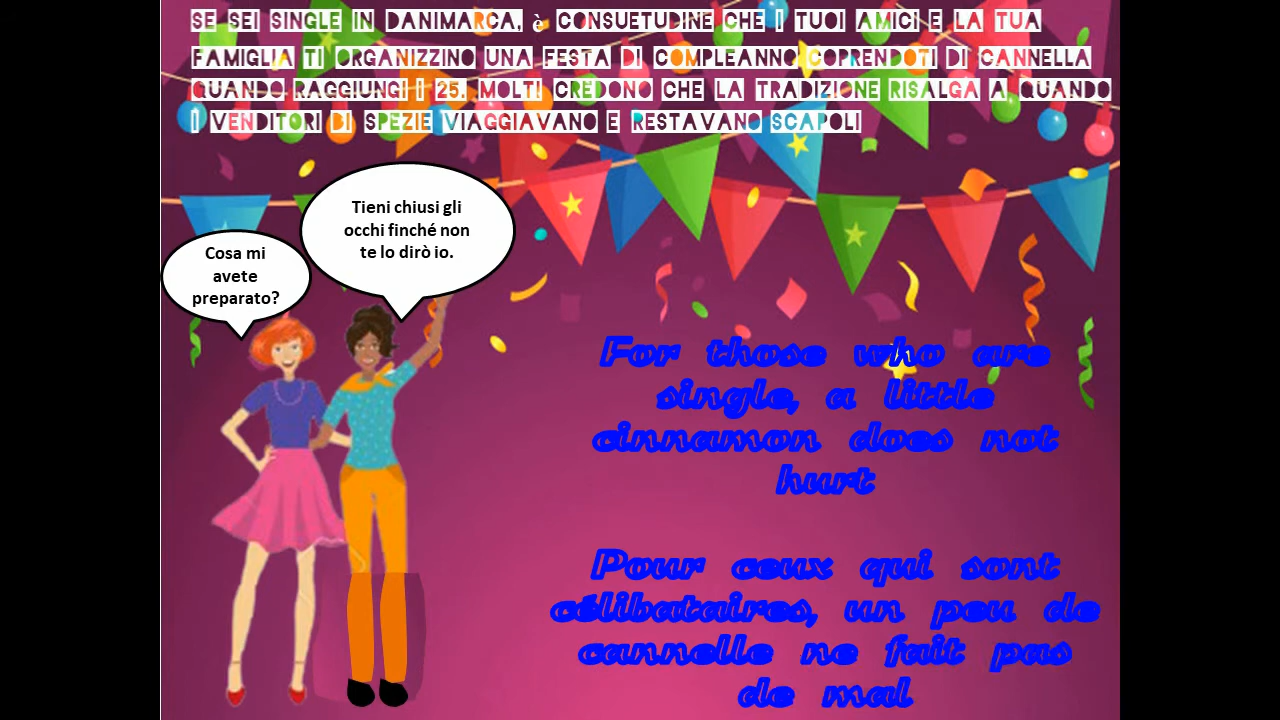 SE SEI SINGLE IN DANIMARCA, è CONSUETUDINE CHE I TUOI AMICI E LA TUA
FAMIGLIA TI ORGANIZZINO UNA FESTA DI COMPLEANNO COPRENDOTI DI CANNELLA
QUANDO RAGGIUNGI I 25. MOLTI CREDONO CHE LA TRADIZIONE RISALGA A QUANDO
I VENDITORI DI SPEZIE VIAGGIAVANO E RESTAVANO SCAPOLI
Tieni chiusi gli
occhi finché non
te lo dirò io.
Cosa mi
avete
preparato?
For those who are
single, a little
cinnamon does not
hurt
Pour ceux qui sont
célibataires, un peu de
cannelle ne fait pas
de mal.